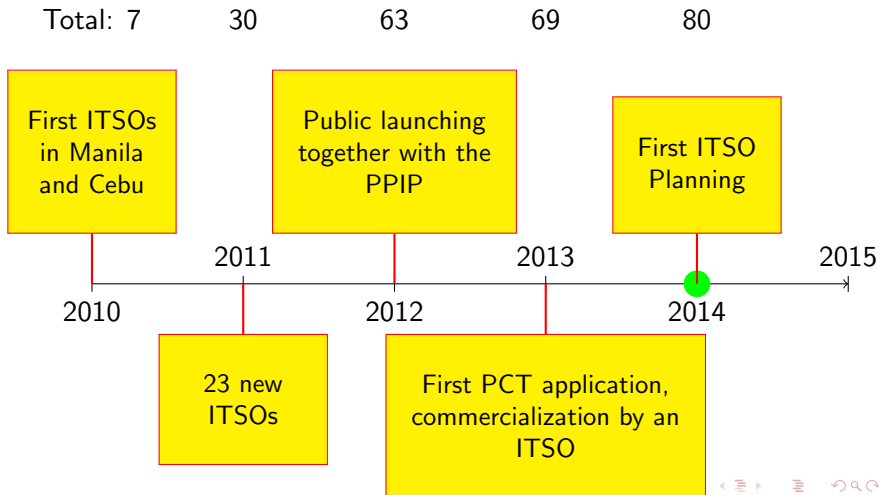 Total: 7 30 63 69 80
First ITSOs
in Manila
and Cebu
Public launching
together with the
PPIP
First ITSO
Planning
2011 2013 2015
2010 2012 2014
23 new
ITSOs
First PCT application,
commercialization by an
ITSO